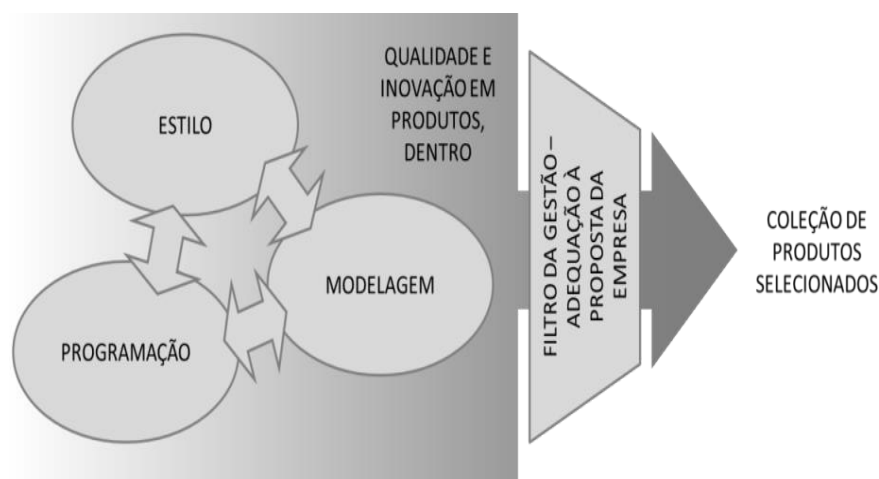 ESTILO
QUALIDADE E
INOVAÇÃO EM
PRODUTOS,
DENTRO
MODELAGEM
PROGRAMAÇÃO
FILTRO DA GESTÃO –
ADEQUAÇÃO À
PROPOSTA DA
EMPRESA
COLEÇÃO DE
PRODUTOS
SELECIONADOS